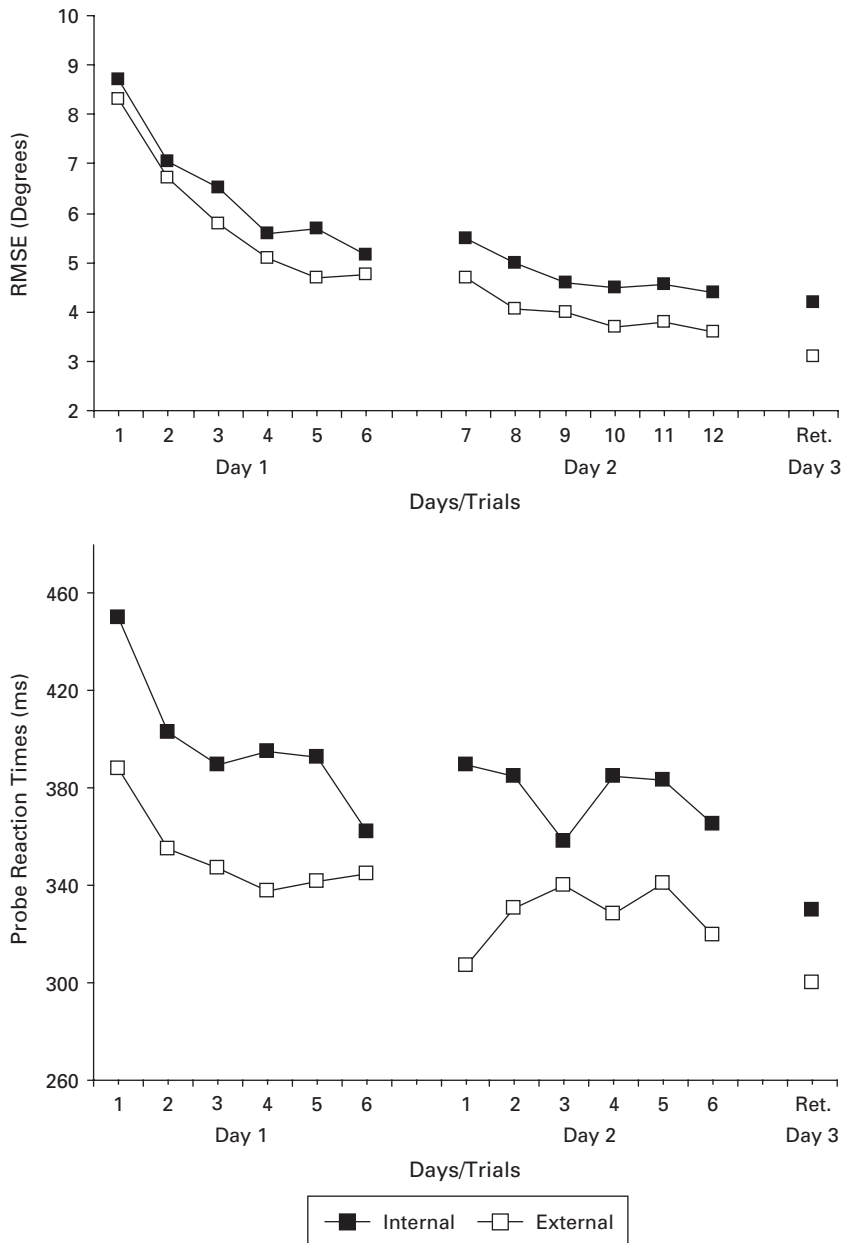 10
9
8
7
6
5
4
3
2
RMSE (Degrees)
1 2 3 4 5 6 7 8 9 10 11 12 Ret.
Day 1 Day 2 Day 3
Days/Trials
460
420
380
340
300
260
Probe Reaction Times (ms)
1 2 3 4 5 6 1 2 3 4 5 6 Ret.
Day 1 Day 2 Day 3
Days/Trials
Internal External